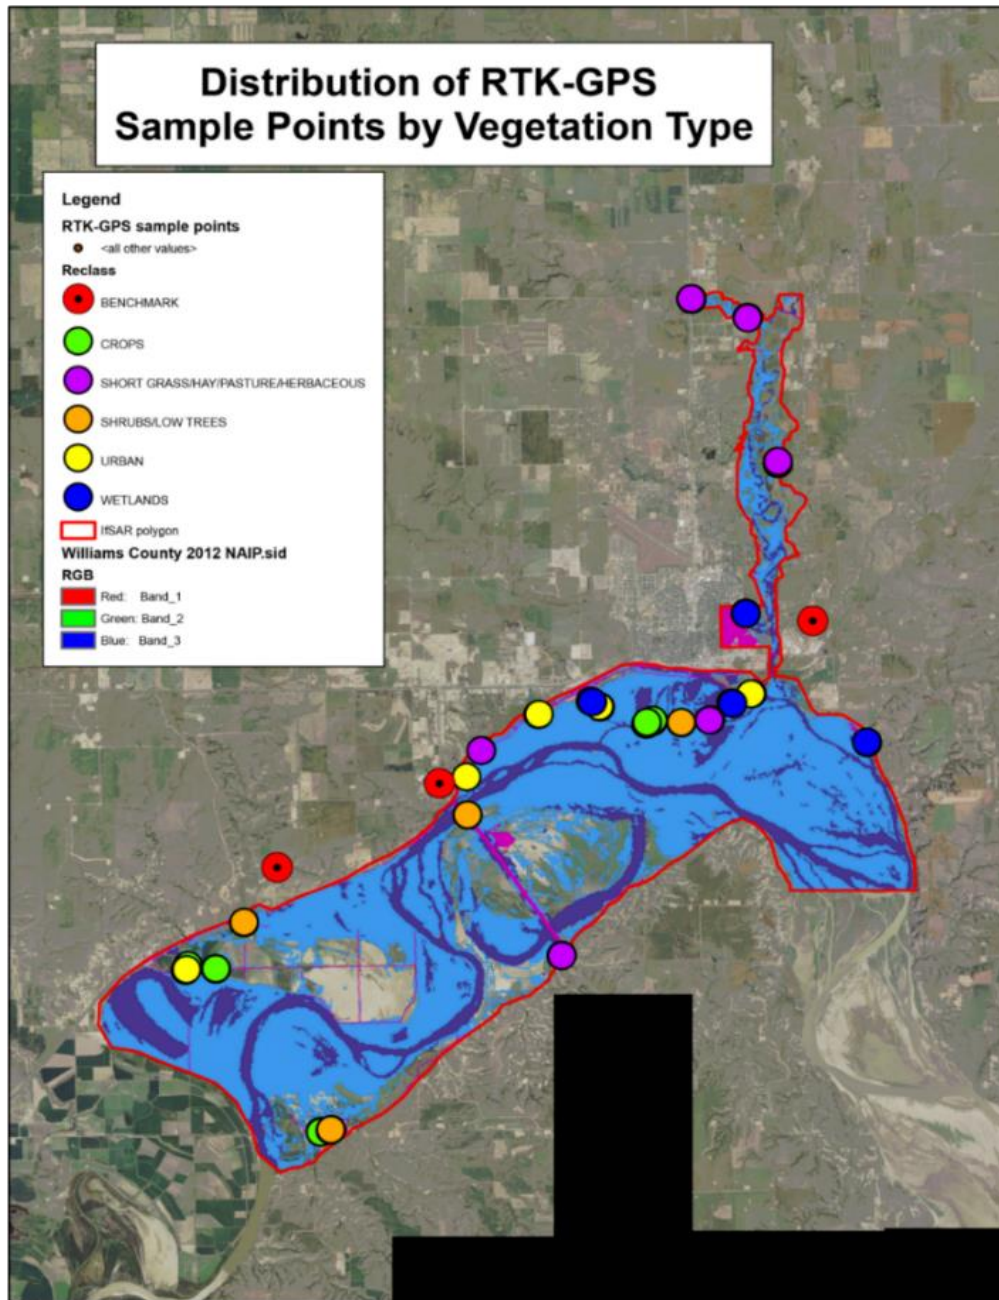 Distribution of RTK-GPS
Sample Points by Vegetation Type
Legend
RTK-GPS sample points
<all other values>
Reclass
BENCHMARK
CROPS
SHORT GRASS/HAY/PASTURE/HERBACEOUS
SHRUBS/LOW TREES
URBAN
WETLANDS
IfSAR polygon
Williams County 2012 NAIP.sid
RGB
Red: Band_1
Green: Band_2
Blue: Band_3